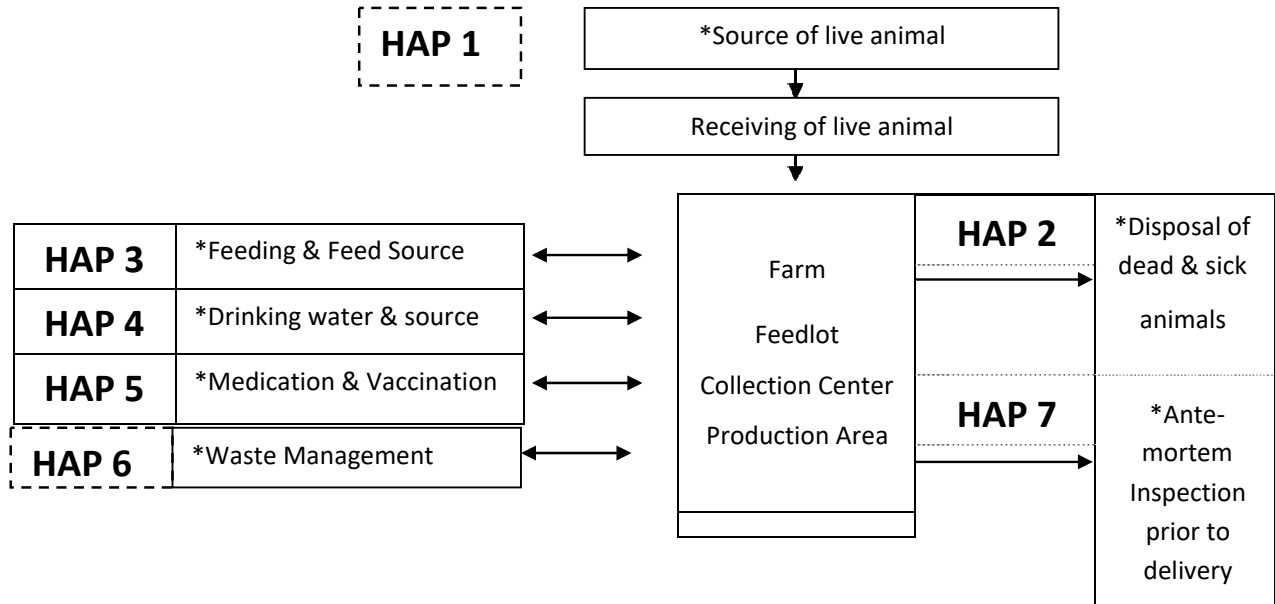 HAP 1
*Source of live animal
Receiving of live animal
HAP 3
*Feeding & Feed Source
HAP 4
*Drinking water & source
HAP 5
*Medication & Vaccination
HAP 6
*Waste Management
Farm
Feedlot
Collection Center
Production Area
HAP 2
*Disposal of
dead & sick
animals
HAP 7
*Ante-
mortem
Inspection
prior to
delivery